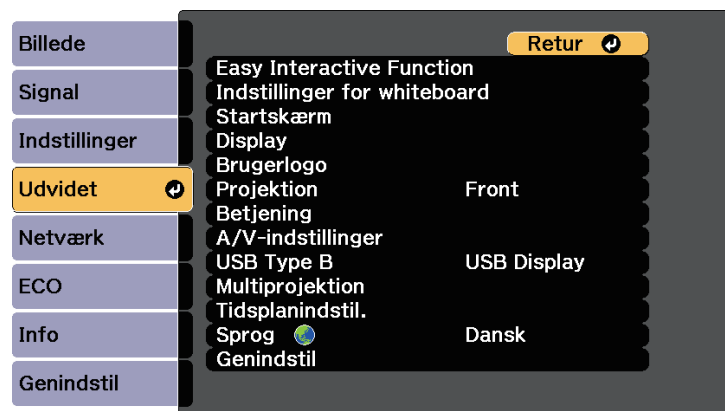 Billede
Signal
Indstillinger
Udvidet
Netværk
ECO
Info
Genindstil
Retur
Easy Interactive Function
Indstillinger for whiteboard
Startskærm
Display
Brugerlogo
Projektion Front
Betjening
A/V-indstillinger
USB Type B USB Display
Multiprojektion
Tidsplanindstil.
Sprog Dansk
Genindstil